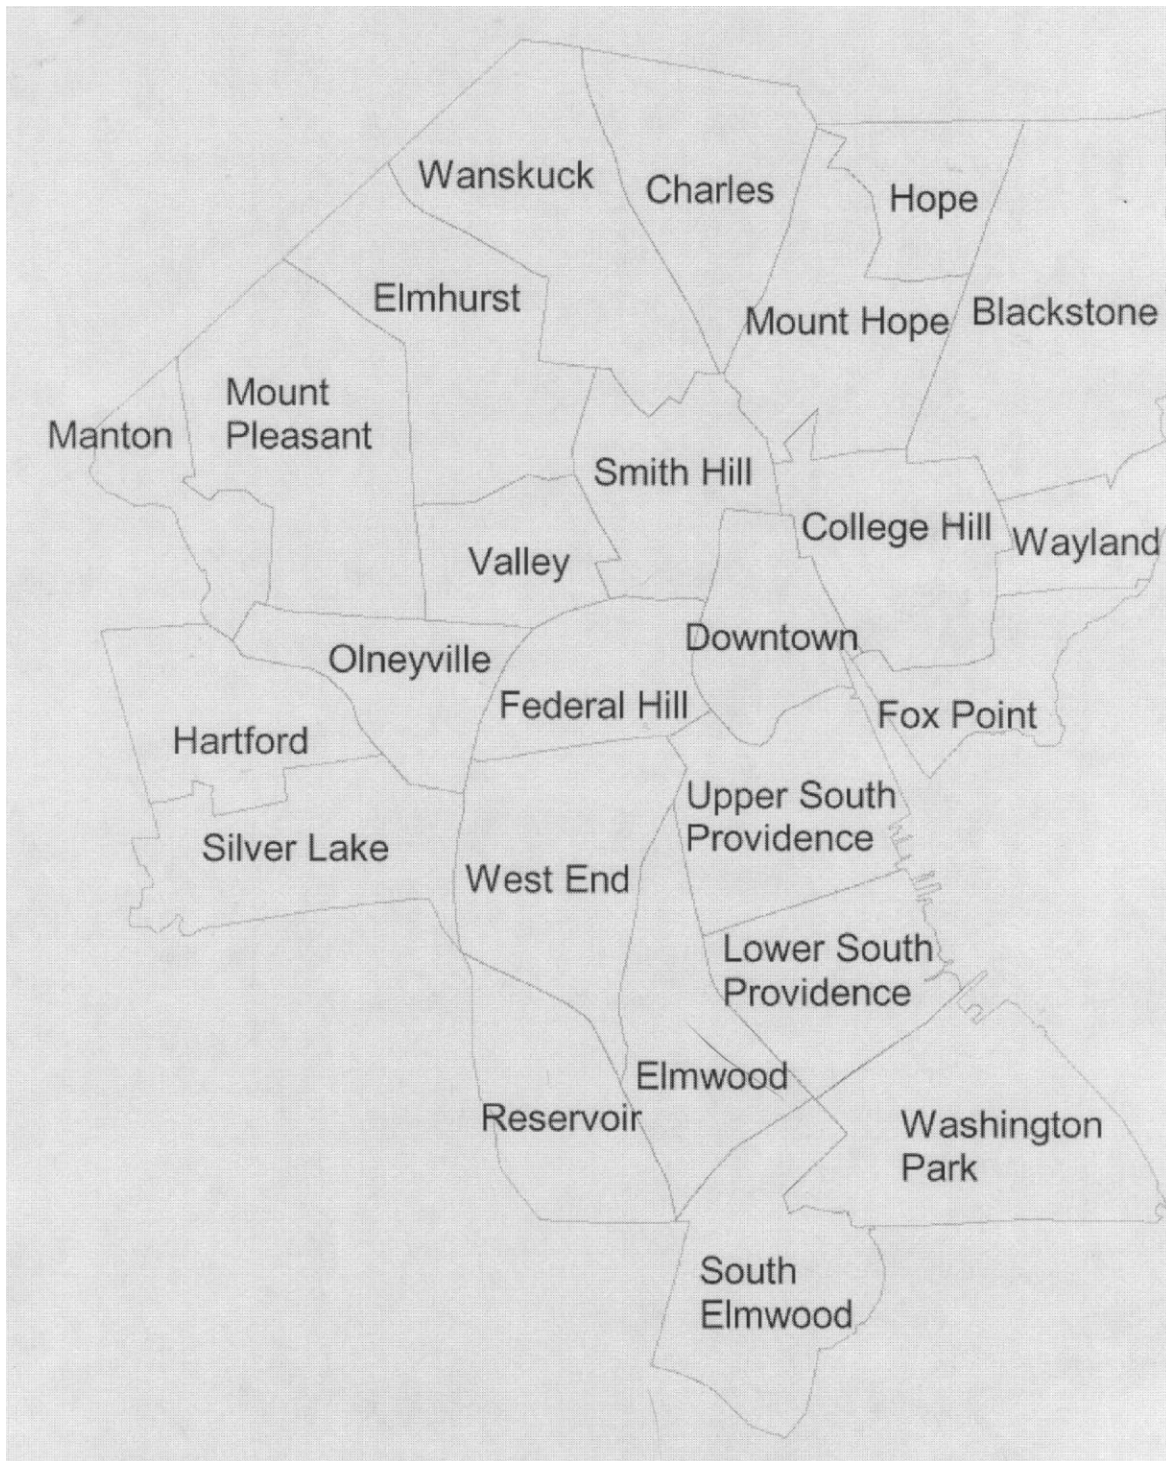 Wanskuck
Charles
Hope
Elmhurst
Mount Hope
Blackstone
Mount
Pleasant
Manton
Smith Hill
College Hill
Wayland
Valley
Downtown
Olneyville
Federal Hill
Fox Point
Hartford
Upper South
Providence
Silver Lake
West End
Lower South
Providence
Elmwood
Reservoir
Washington
Park
South
Elmwood